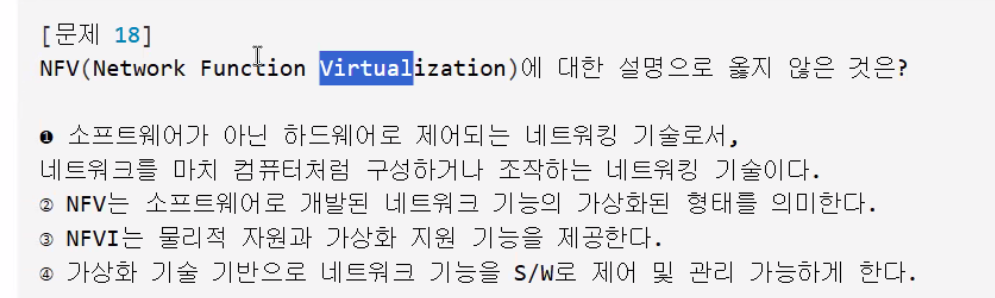 [문제 18]
NFV(Network Function Virtualization)에 대한 설명으로 옳지 않은 것은?
❶ 소프트웨어가 아닌 하드웨어로 제어되는 네트워킹 기술로서,
네트워크를 마치 컴퓨터처럼 구성하거나 조작하는 네트워킹 기술이다.
② NFV는 소프트웨어로 개발된 네트워크 기능의 가상화된 형태를 의미한다.
③ NFVI는 물리적 자원과 가상화 지원 기능을 제공한다.
④ 가상화 기술 기반으로 네트워크 기능을 S/W로 제어 및 관리 가능하게 한다.